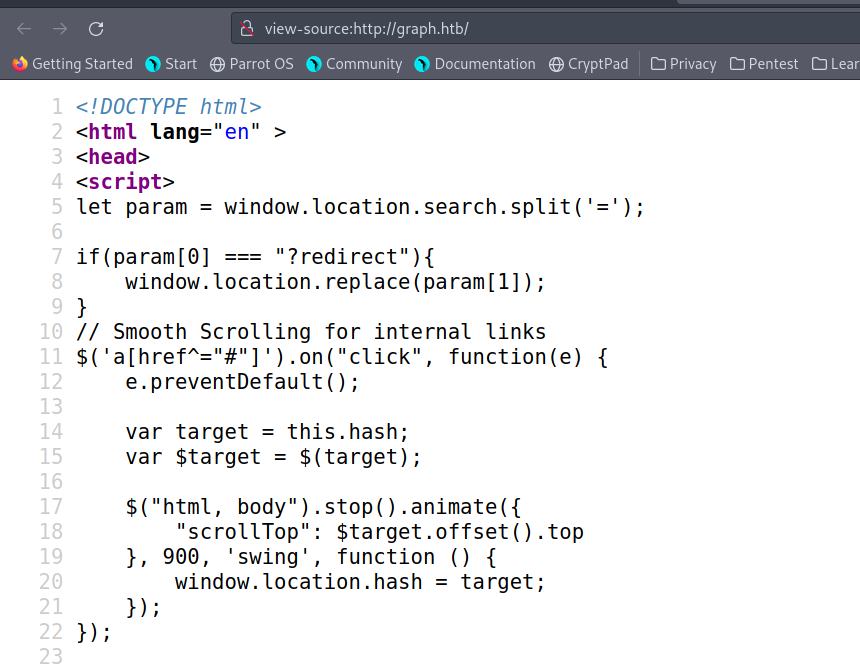 view-source:http://graph.htb/
Getting Started Start Parrot OS Community Documentation CryptPad Privacy Pentest Lear
1 <!DOCTYPE html>
2 <html lang="en" >
3 <head>
4 <script>
5 let param = window.location.search.split('=');
6
7 if(param[0] === "?redirect"){
8     window.location.replace(param[1]);
9 }
10 // Smooth Scrolling for internal links
11 $('a[href^="#"]').on("click", function(e) {
12     e.preventDefault();
13
14     var target = this.hash;
15     var $target = $(target);
16
17     $("html, body").stop().animate({
18         "scrollTop": $target.offset().top
19     }, 900, 'swing', function () {
20         window.location.hash = target;
21     });
22 });
23